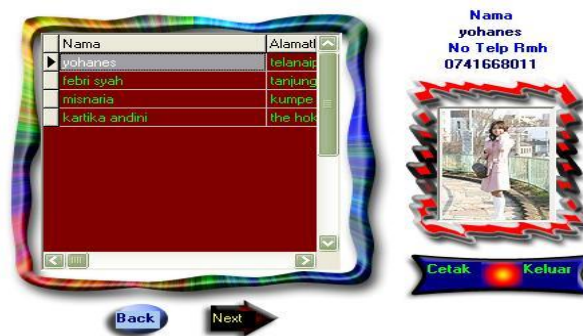 Nama Alamatl
yohanes telanaip
febri syah tanjung
misnaria kumpe
kartika andini the hok
Back Next
Nama
yohanes
No Telp Rmh
0741668011
Cetak Keluar